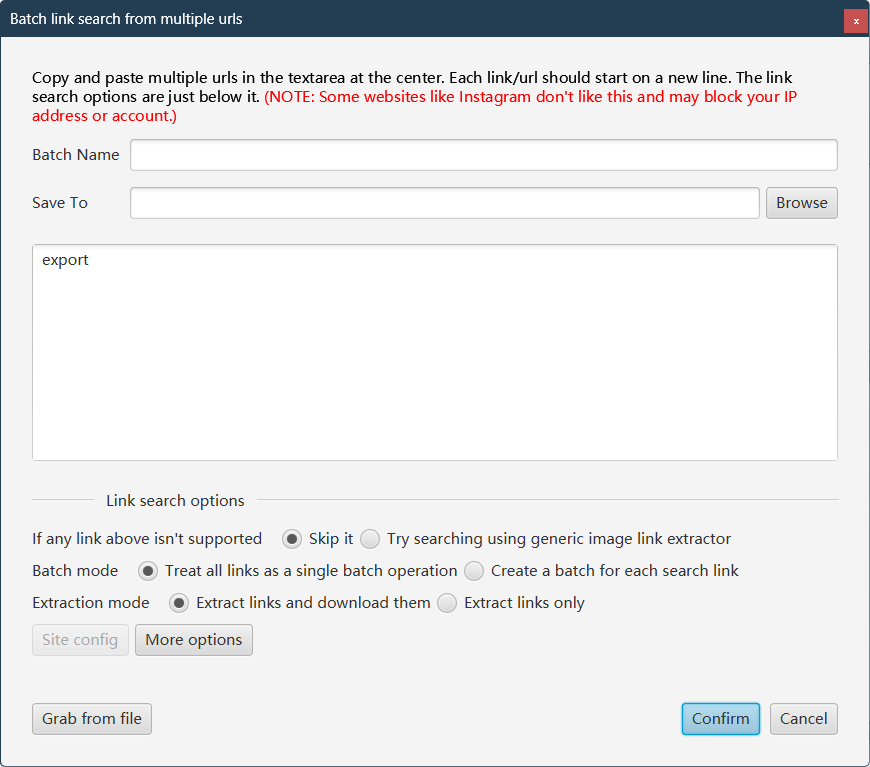 Batch link search from multiple urls
x
Copy and paste multiple urls in the textarea at the center. Each link/url should start on a new line. The link
search options are just below it. (NOTE: Some websites like Instagram don't like this and may block your IP
address or account.)
Batch Name
Save To
Browse
export
Link search options
If any link above isn't supported Skip it Try searching using generic image link extractor
Batch mode Treat all links as a single batch operation Create a batch for each search link
Extraction mode Extract links and download them Extract links only
Site config More options
Grab from file Confirm Cancel